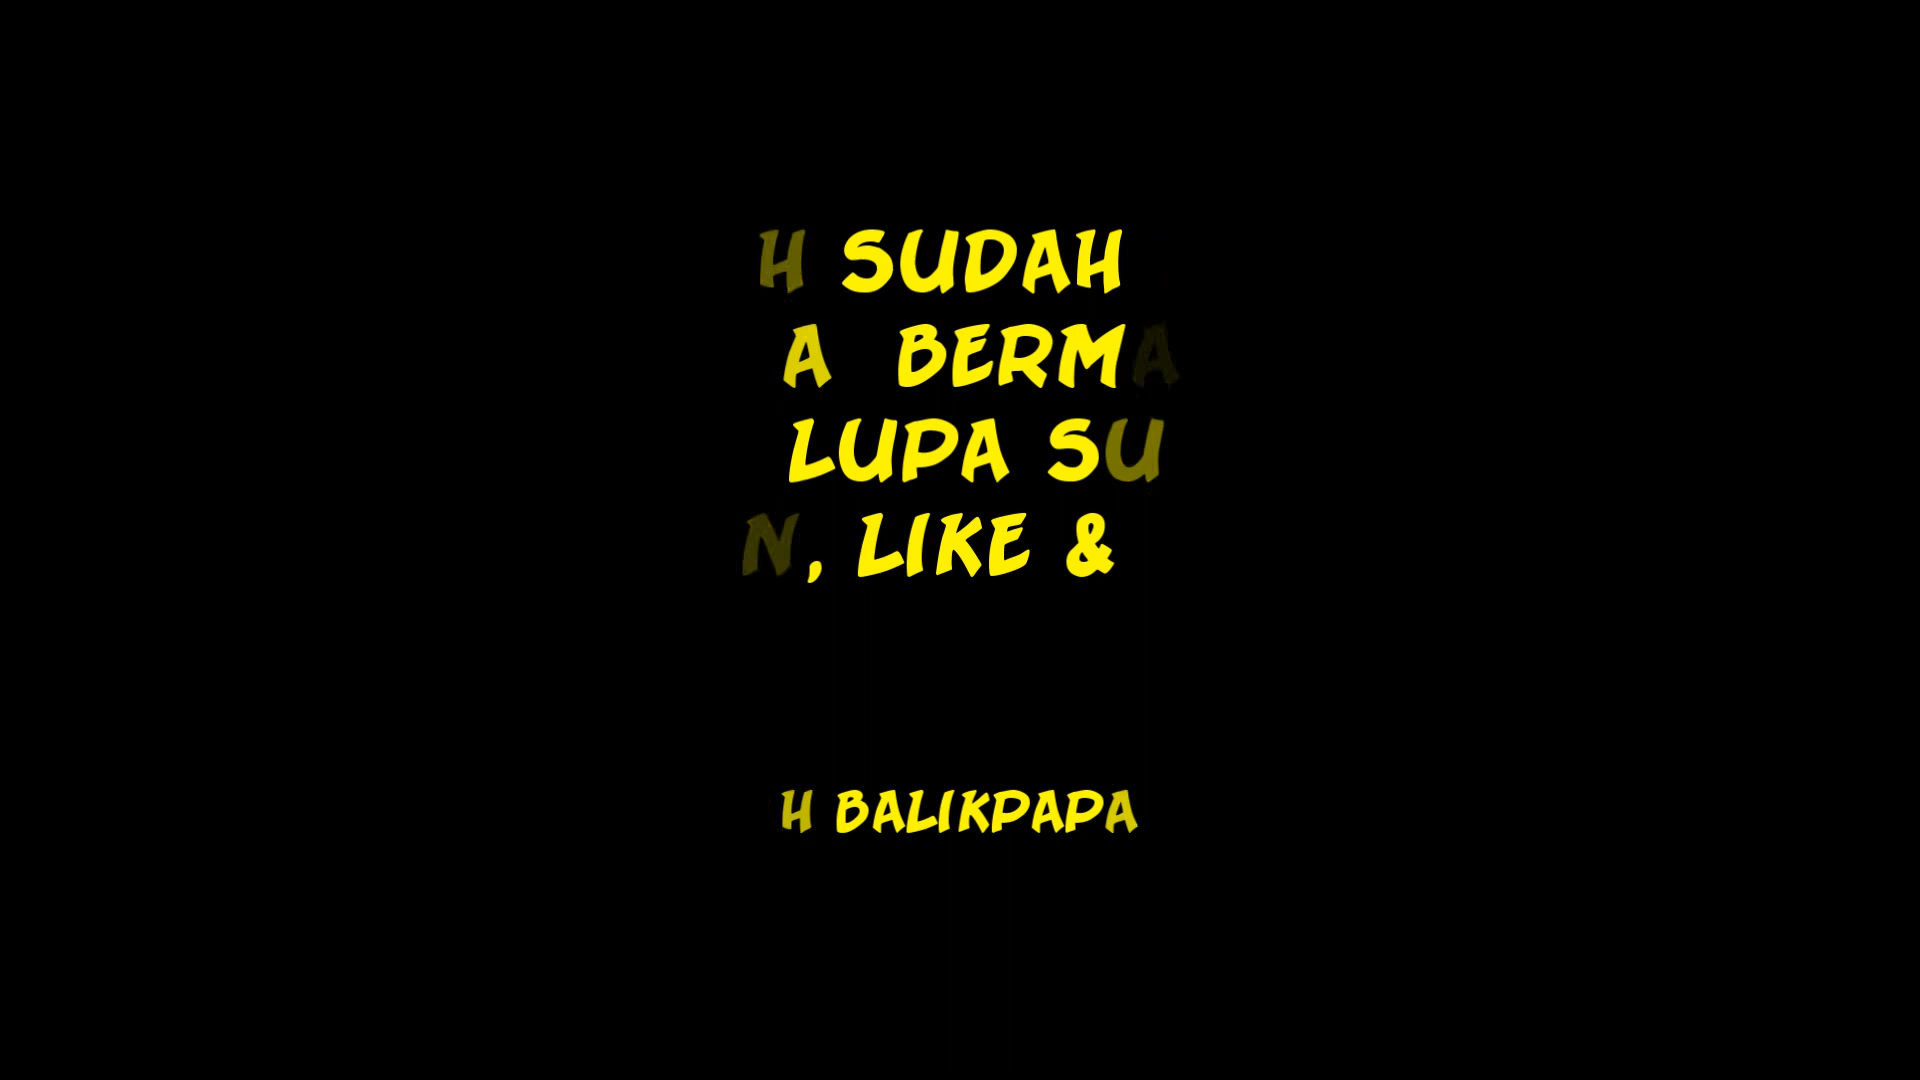 H SUDAH
A BERMA
LUPA SU
N, LIKE &
H BALIKPAPA